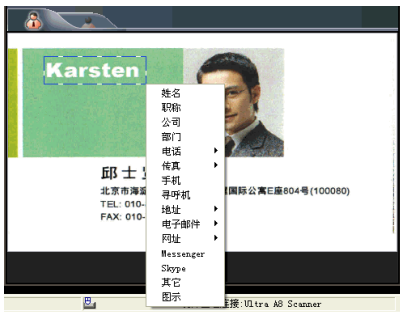 Karsten
姓名
职称
公司
部门
电话
传真
手机
寻呼机
地址
电子邮件
网址
Messenger
Skype
其它
图示
邱士
北京市海 国际公寓E座804号(100080)
TEL: 010-
FAX: 010-
连接:Ultra A8 Scanner